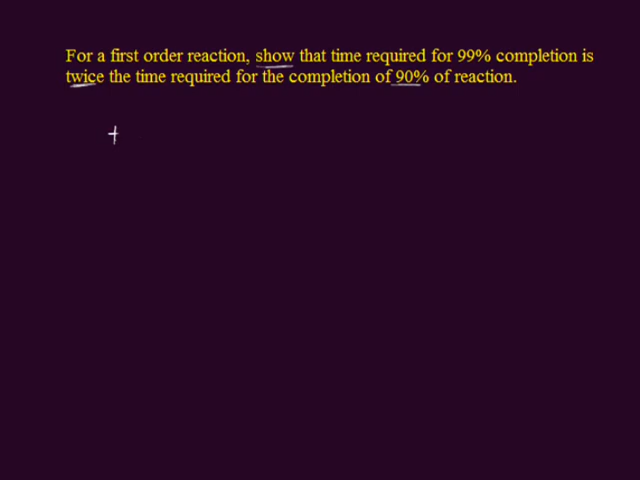 For a first order reaction, show that time required for 99% completion is
twice the time required for the completion of 90% of reaction.
t